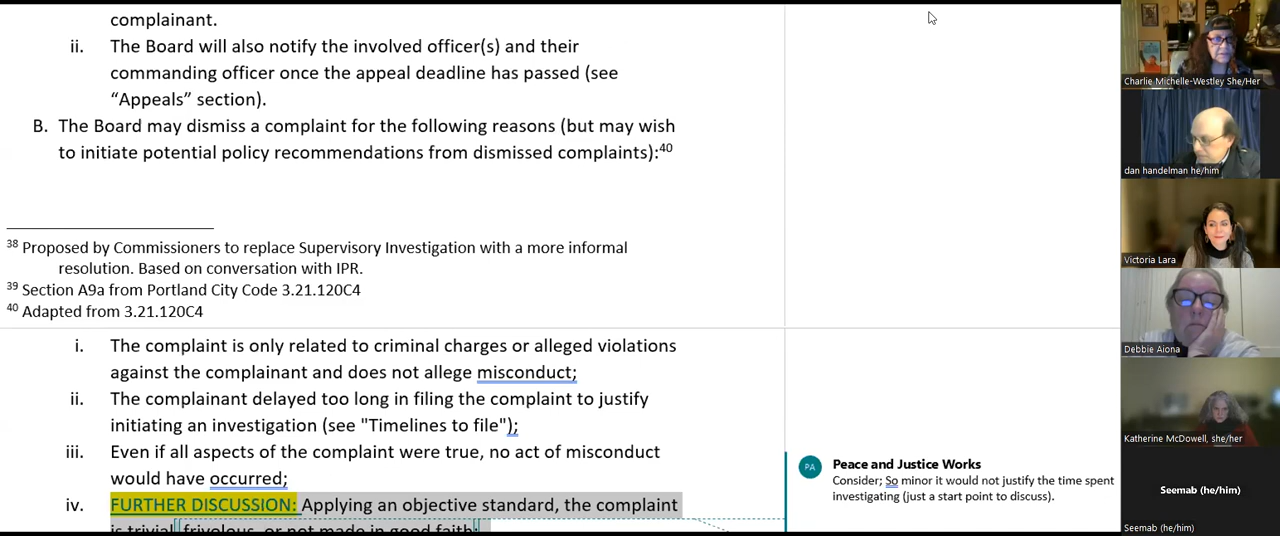 complainant.
ii. The Board will also notify the involved officer(s) and their
commanding officer once the appeal deadline has passed (see
“Appeals” section).
B. The Board may dismiss a complaint for the following reasons (but may wish
to initiate potential policy recommendations from dismissed complaints):40
38 Proposed by Commissioners to replace Supervisory Investigation with a more informal
resolution. Based on conversation with IPR.
39 Section A9a from Portland City Code 3.21.120C4
40 Adapted from 3.21.120C4
i. The complaint is only related to criminal charges or alleged violations
against the complainant and does not allege misconduct;
ii. The complainant delayed too long in filing the complaint to justify
initiating an investigation (see "Timelines to file");
iii. Even if all aspects of the complaint were true, no act of misconduct
would have occurred;
iv. FURTHER DISCUSSION: Applying an objective standard, the complaint
is trivial, frivolous, or not made in good faith;
PA Peace and Justice Works
Consider; So minor it would not justify the time spent
investigating (just a start point to discuss).
Charlie Michelle-Westley She/Her
dan handelman he/him
Victoria Lara
Debbie Aiona
Katherine McDowell, she/her
Seemab (he/him)
Seemab (he/him)